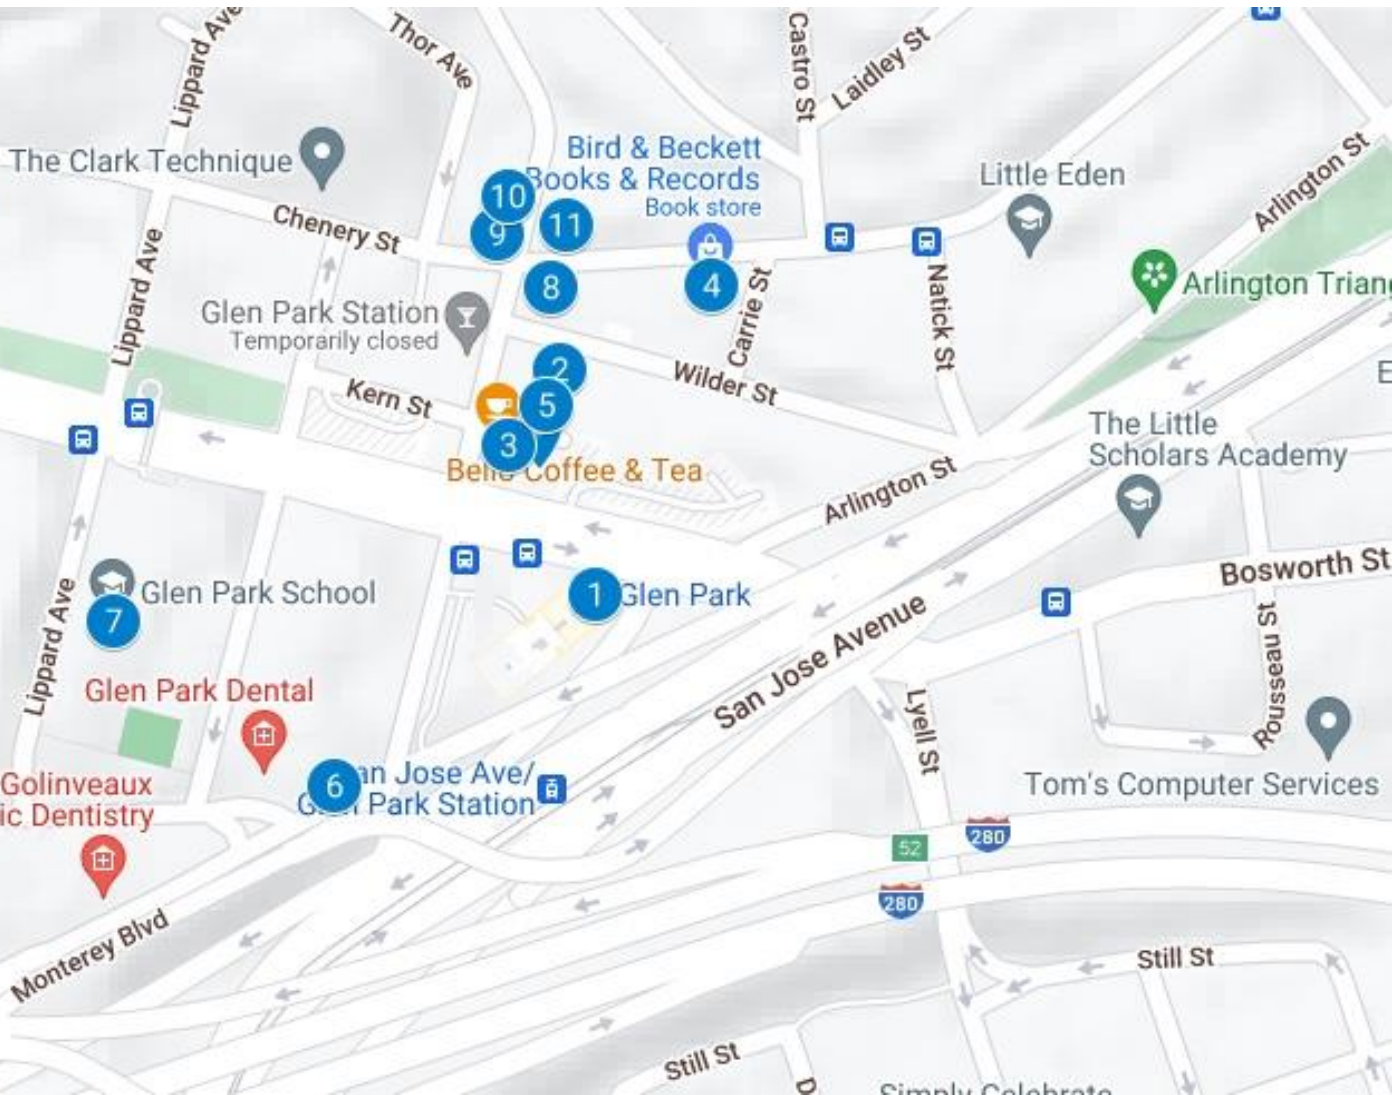 Lippard Ave
Thor Ave
Castro St
Laidley St
The Clark Technique
Bird & Beckett
Books & Records
Book store
Little Eden
Arlington St
10
9
11
Chenery St
Lippard Ave
8
4
Carrie St
Natick St
Arlington
Glen Park Station
Temporarily closed
2
5
3
Kern St
Wilder St
Coffee & Tea
The Little
Scholars Academy
Arlington St
1
Glen Park
Bosworth St
Glen Park School
7
Lippard Ave
San Jose Avenue
Rousseau St
Lyell St
Glen Park Dental
6
Jose Ave/
Park Station
Golinveaux
Dentistry
Tom's Computer Services
52
280
280
Monterey Blvd
Still St
Still St